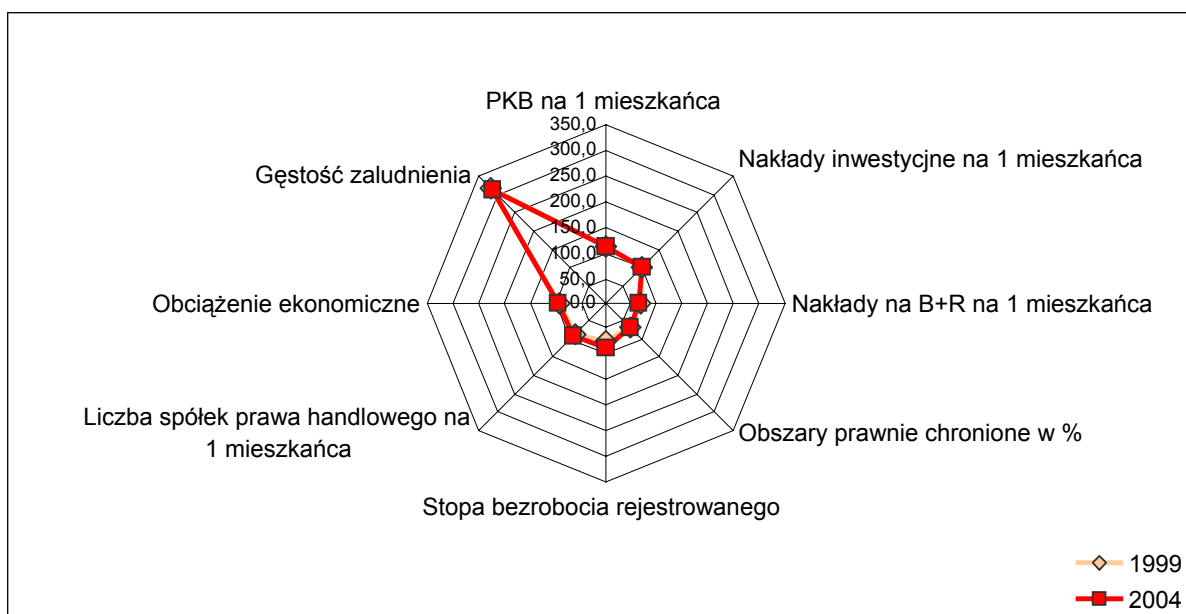 PKB na 1 mieszkańca
350,0
300,0
250,0
200,0
150,0
100,0
50,0
0,0
Nakłady inwestycyjne na 1 mieszkańca
Gęstość zaludnienia
Obciążenie ekonomiczne
Nakłady na B+R na 1 mieszkańca
Liczba spółek prawa handlowego na
1 mieszkańca
Obszary prawnie chronione w %
Stopa bezrobocia rejestrowanego
1999
2004